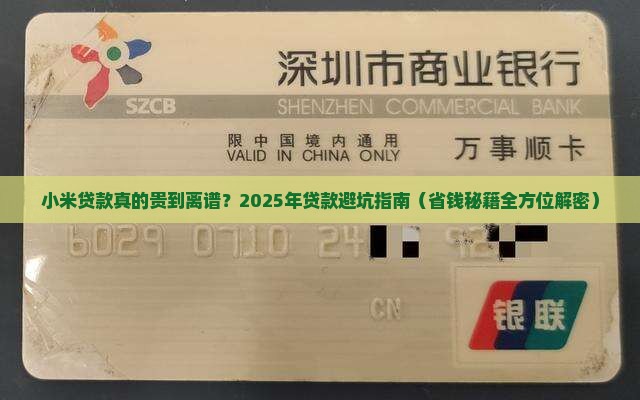 深圳市商业银行
SZCB
SHENZHEN COMMERCIAL BANK
限中国境内通用
VALID IN CHINA ONLY
万事顺卡
小米贷款真的贵到离谱？2025年贷款避坑指南（省钱秘籍全方位解密）
6029 0710 24
CN
银联